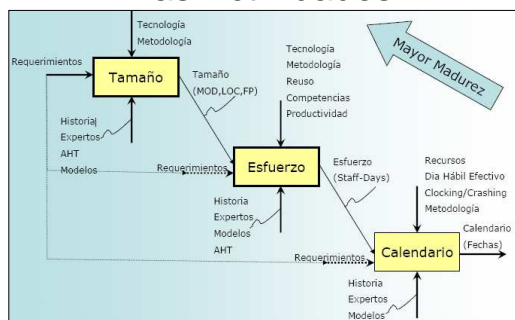 Tecnología
Metodología
Requerimientos
Tamaño
Historia
Expertos
AHT
Modelos
Tamaño
(MOD,LOC,FP)
Tecnología
Metodología
Reuso
Competencias
Productividad
Mayor Madurez
Requerimientos
Esfuerzo
Historia
Expertos
Modelos
AHT
Esfuerzo
(Staff-Days)
Recursos
Dia Hábil Efectivo
Clocking/Crashing
Metodología
Requerimientos
Calendario
Calendario
(Fechas)
Historia
Expertos
Modelos